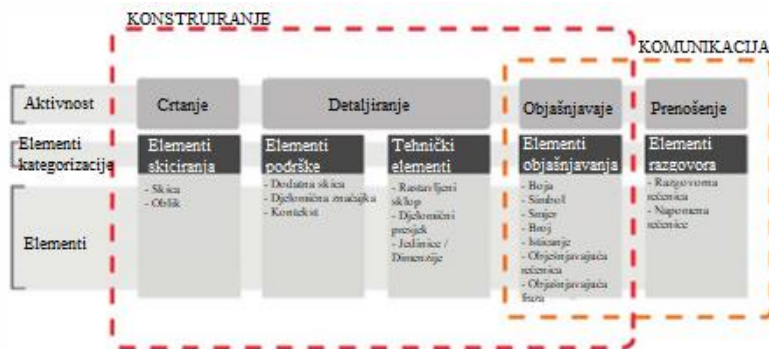 KONSTRUIRANJE
KOMUNIKACIJA
Aktivnost
Crtanje
Detaljiranje
Objašnjavaje
Prenošenje
Elementi
kategorizacije
Elementi
skiciranja
Elementi
podrške
Tehnički
elementi
Elementi
objašnjavanja
Elementi
razgovora
Elementi
- Skica
- Oblik
- Dodatna skica
- Djelomična značajka
- Kontekst
- Rastavljeni
sklop
- Djelomični
presjek
- Jedinice /
Dimenzije
- Boja
- Simbol
- Smjer
- Broj
- Isticanje
- Obješnjavajuća
rečenica
- Objašnjavajuća
fraza
- Razgovorna
rečenica
- Napomena
rečenice